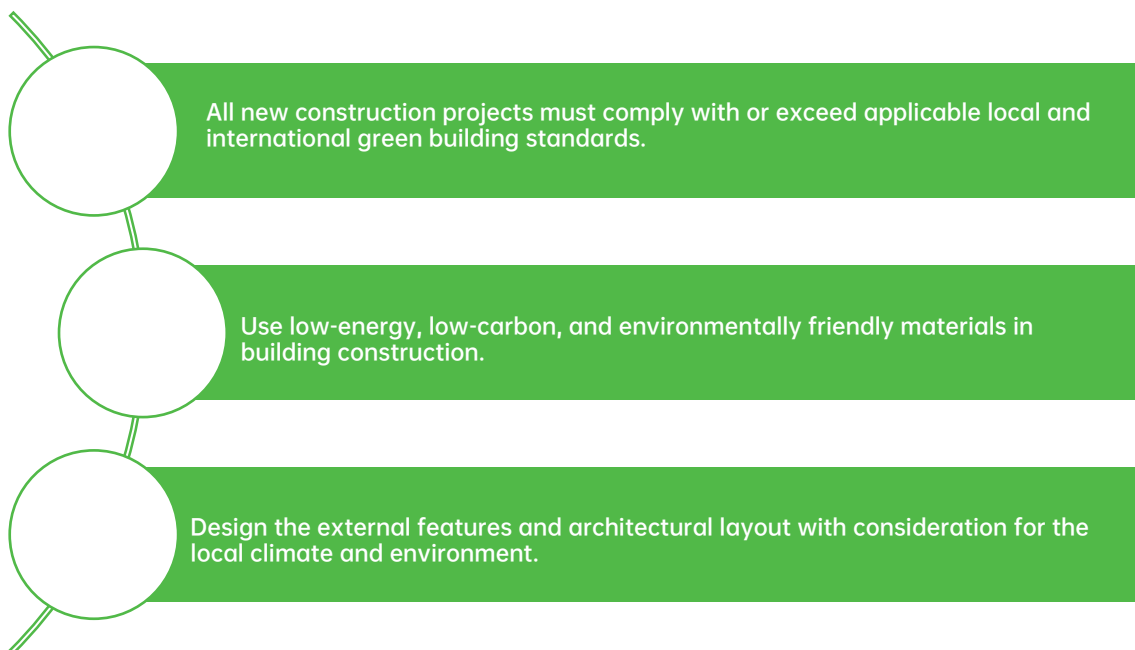 All new construction projects must comply with or exceed applicable local and
international green building standards.
Use low-energy, low-carbon, and environmentally friendly materials in
building construction.
Design the external features and architectural layout with consideration for the
local climate and environment.